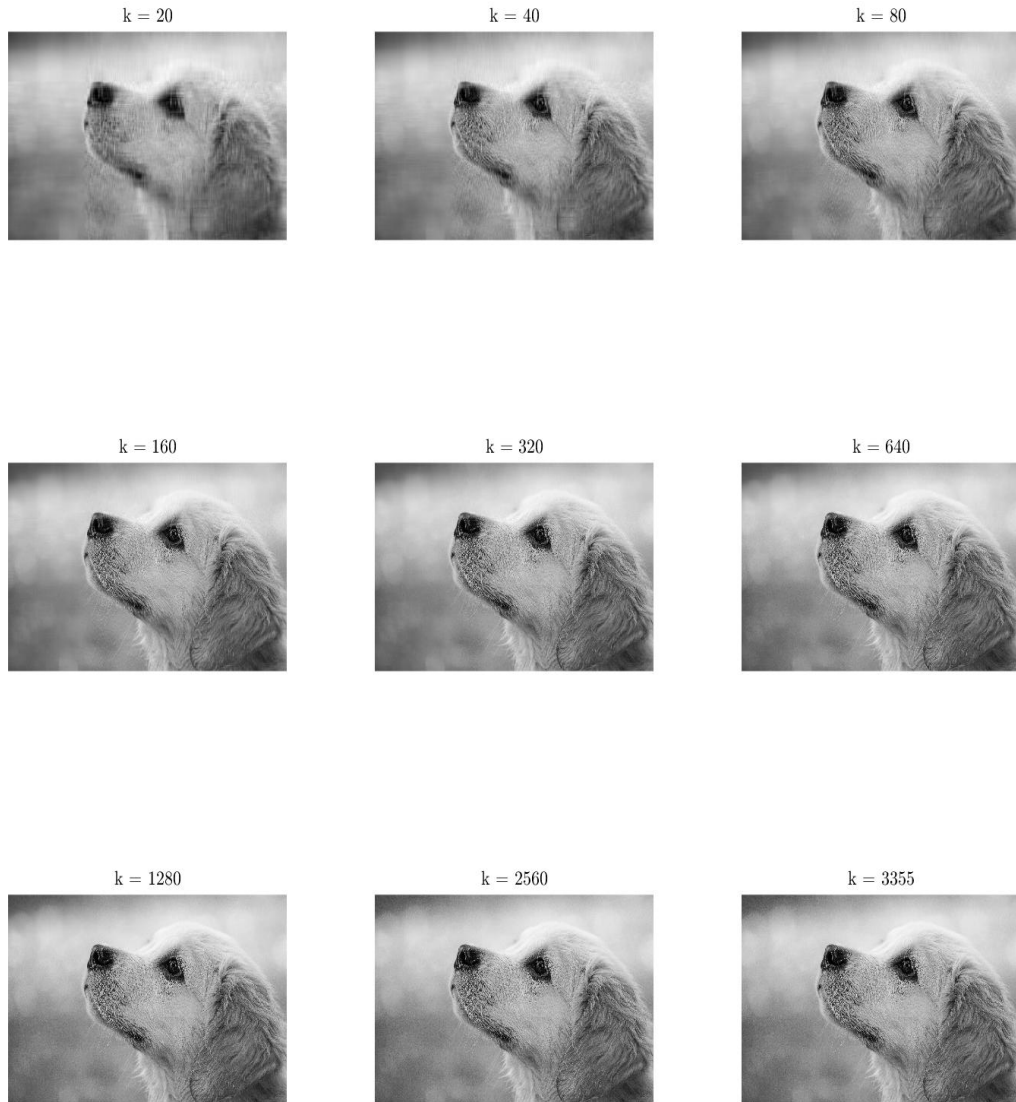 k = 20
k = 40
k = 80
k = 160
k = 320
k = 640
k = 1280
k = 2560
k = 3355